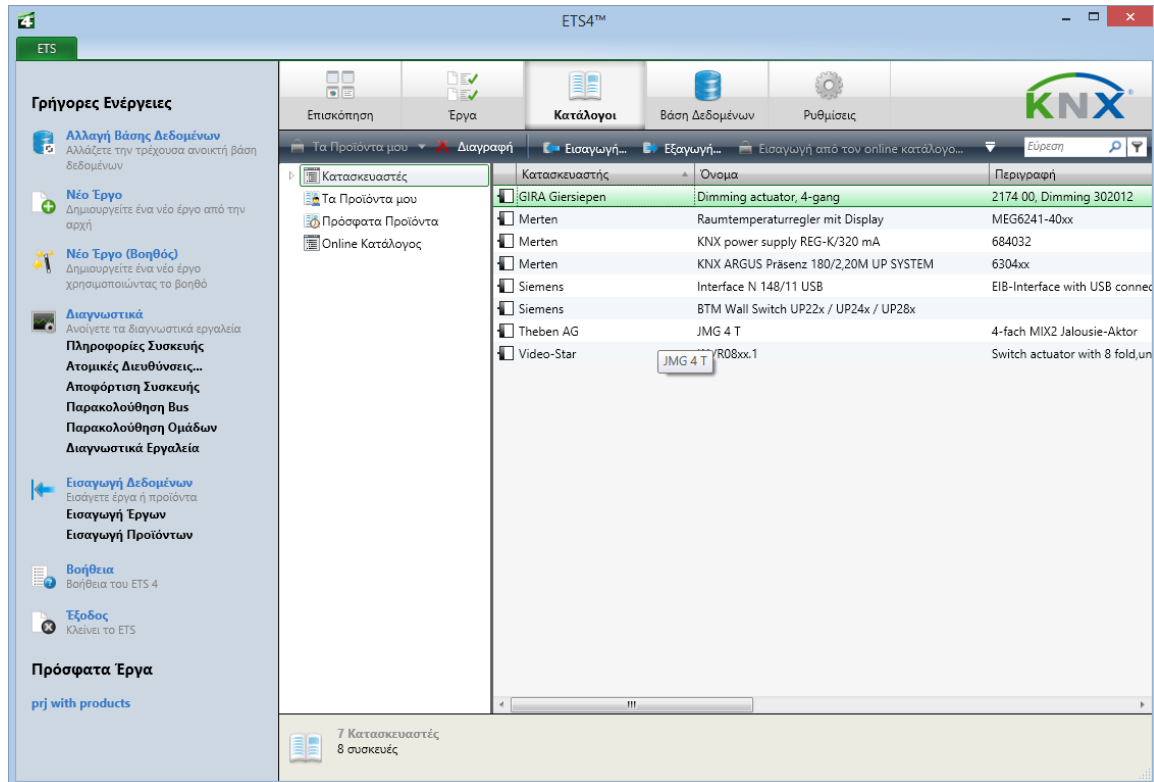 4
ETS4™
ETS
Γρήγορες Ενέργειες
Αλλαγή Βάσης Δεδομένων
Αλλάζετε την τρέχουσα ανοικτή βάση
δεδομένων
Νέο Έργο
Δημιουργείτε ένα νέο έργο από την
αρχή
Νέο Έργο (Βοηθός)
Δημιουργείτε ένα νέο έργο
χρησιμοποιώντας το βοηθό
Διαγνωστικά
Ανοίγετε τα διαγνωστικά εργαλεία
Πληροφορίες Συσκευής
Ατομικές Διευθύνσεις...
Αποφόρτιση Συσκευής
Παρακολούθηση Bus
Παρακολούθηση Ομάδων
Διαγνωστικά Εργαλεία
Εισαγωγή Δεδομένων
Εισάγετε έργα ή προϊόντα
Εισαγωγή Έργων
Εισαγωγή Προϊόντων
Βοήθεια
Βοήθεια του ETS 4
Έξοδος
Κλείνει το ETS
Πρόσφατα Έργα
prj with products
Επισκόπηση Έργα Κατάλογοι Βάση Δεδομένων Ρυθμίσεις
KNX
Τα Προϊόντα μου Διαγραφή Εισαγωγή... Εξαγωγή... Εισαγωγή από τον online κατάλογο... Εύρεση
Κατασκευαστές
Τα Προϊόντα μου
Πρόσφατα Προϊόντα
Online Κατάλογος
Κατασκευαστής Όνομα Περιγραφή
GIRA Giersiepen Dimming actuator, 4-gang 2174 00, Dimming 302012
Merten Raumtemperaturregler mit Display MEG6241-40xx
Merten KNX power supply REG-K/320 mA 684032
Merten KNX ARGUS Präsenz 180/2,20M UP SYSTEM 6304xx
Siemens Interface N 148/11 USB EIB-Interface with USB connec
Siemens BTM Wall Switch UP22x / UP24x / UP28x
Theben AG JMG 4 T 4-fach MIX2 Jalousie-Aktor
Video-Star /R08xx.1 Switch actuator with 8 fold,un
JMG 4 T
7 Κατασκευαστές
8 συσκευές